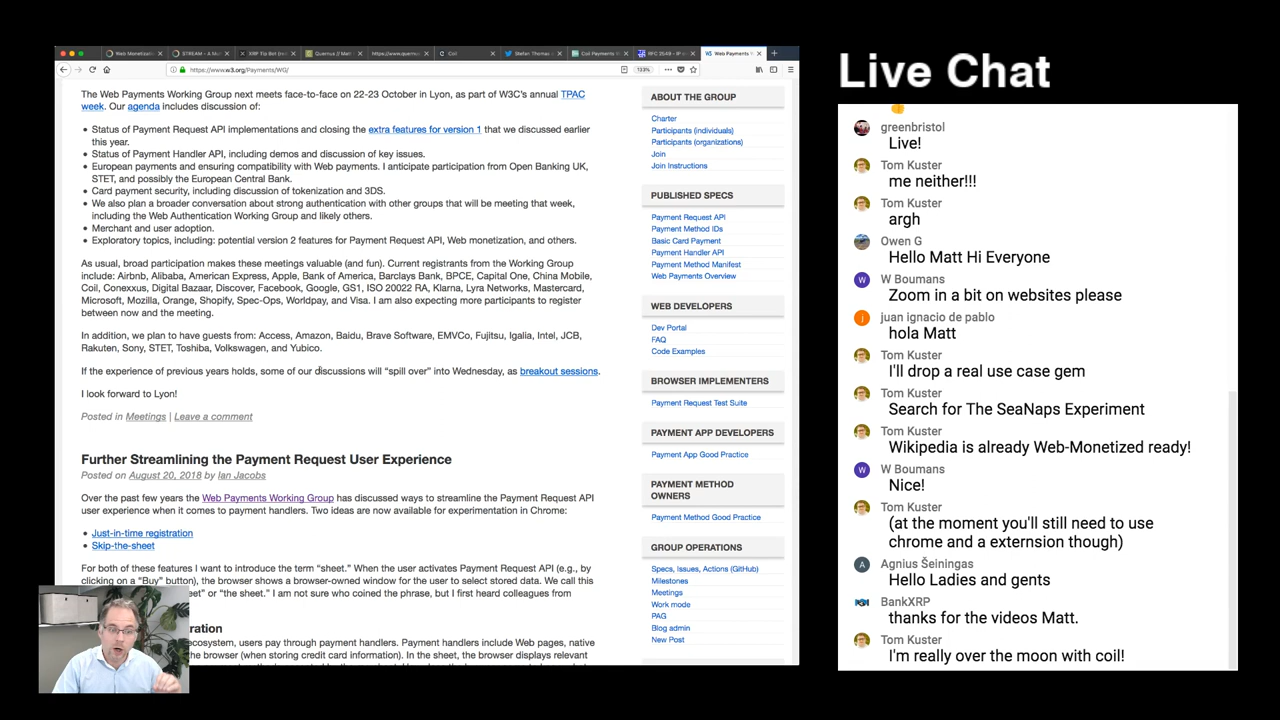 Web Monetizatio
STREAM – A Mul
XRP Tip Bot (rea
Quernus // Matt
https://www.quernus
Coil
Stefan Thomas
Coil Payments W
RFC 2549 - IP o
Web Payments W
https://www.w3.org/Payments/WG/
133%
The Web Payments Working Group next meets face-to-face on 22-23 October in Lyon, as part of W3C's annual TPAC
week. Our agenda includes discussion of:
Status of Payment Request API implementations and closing the extra features for version 1 that we discussed earlier
this year.
Status of Payment Handler API, including demos and discussion of key issues.
European payments and ensuring compatibility with Web payments. I anticipate participation from Open Banking UK,
STET, and possibly the European Central Bank.
Card payment security, including discussion of tokenization and 3DS.
We also plan a broader conversation about strong authentication with other groups that will be meeting that week,
including the Web Authentication Working Group and likely others.
Merchant and user adoption.
Exploratory topics, including: potential version 2 features for Payment Request API, Web monetization, and others.
As usual, broad participation makes these meetings valuable (and fun). Current registrants from the Working Group
include: Airbnb, Alibaba, American Express, Apple, Bank of America, Barclays Bank, BPCE, Capital One, China Mobile,
Coil, Conexxus, Digital Bazaar, Discover, Facebook, Google, GS1, ISO 20022 RA, Klarna, Lyra Networks, Mastercard,
Microsoft, Mozilla, Orange, Shopify, Spec-Ops, Worldpay, and Visa. I am also expecting more participants to register
between now and the meeting.
In addition, we plan to have guests from: Access, Amazon, Baidu, Brave Software, EMVCo, Fujitsu, Igalia, Intel, JCB,
Rakuten, Sony, STET, Toshiba, Volkswagen, and Yubico.
If the experience of previous years holds, some of our discussions will “spill over” into Wednesday, as breakout sessions.
I look forward to Lyon!
Posted in Meetings | Leave a comment
Further Streamlining the Payment Request User Experience
Posted on August 20, 2018 by Ian Jacobs
Over the past few years the Web Payments Working Group has discussed ways to streamline the Payment Request API
user experience when it comes to payment handlers. Two ideas are now available for experimentation in Chrome:
Just-in-time registration
Skip-the-sheet
For both of these features I want to introduce the term “sheet.” When the user activates Payment Request API (e.g., by
clicking on a “Buy” button), the browser shows a browser-owned window for the user to select stored data. We call this
eet” or “the sheet.” I am not sure who coined the phrase, but I first heard colleagues from
ration
ecosystem, users pay through payment handlers. Payment handlers include Web pages, native
the browser (when storing credit card information). In the sheet, the browser displays relevant
ABOUT THE GROUP
Charter
Participants (individuals)
Participants (organizations)
Join
Join Instructions
PUBLISHED SPECS
Payment Request API
Payment Method IDs
Basic Card Payment
Payment Handler API
Payment Method Manifest
Web Payments Overview
WEB DEVELOPERS
Dev Portal
FAQ
Code Examples
BROWSER IMPLEMENTERS
Payment Request Test Suite
PAYMENT APP DEVELOPERS
Payment App Good Practice
PAYMENT METHOD
OWNERS
Payment Method Good Practice
GROUP OPERATIONS
Specs, Issues, Actions (GitHub)
Milestones
Meetings
Work mode
PAG
Blog admin
New Post
Live Chat
greenbristol
Live!
Tom Kuster
me neither!!!
Tom Kuster
argh
Owen G
Hello Matt Hi Everyone
W Boumans
Zoom in a bit on websites please
juan ignacio de pablo
hola Matt
Tom Kuster
I'll drop a real use case gem
Tom Kuster
Search for The SeaNaps Experiment
Tom Kuster
Wikipedia is already Web-Monetized ready!
W Boumans
Nice!
Tom Kuster
(at the moment you'll still need to use
chrome and a externsion though)
Agnius Šeiningas
Hello Ladies and gents
BankXRP
thanks for the videos Matt.
Tom Kuster
I'm really over the moon with coil!